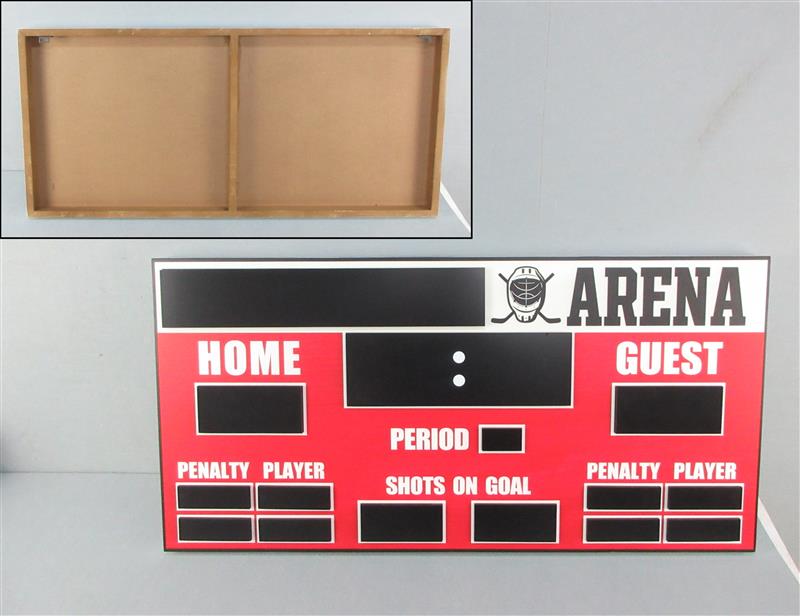 ARENA
HOME GUEST
:
PERIOD
PENALTY PLAYER SHOTS ON GOAL PENALTY PLAYER